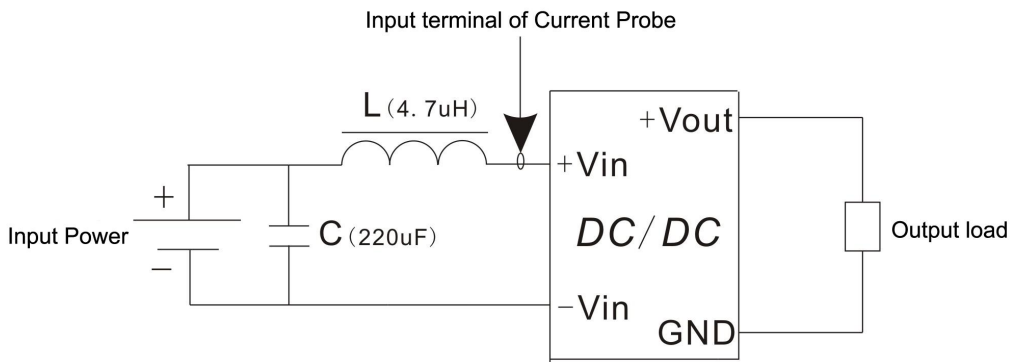 Input terminal of Current Probe
L(4.7uH)
+Vout
+Vin
+
Input Power
−
C(220uF)
DC/DC
Output load
−Vin
GND